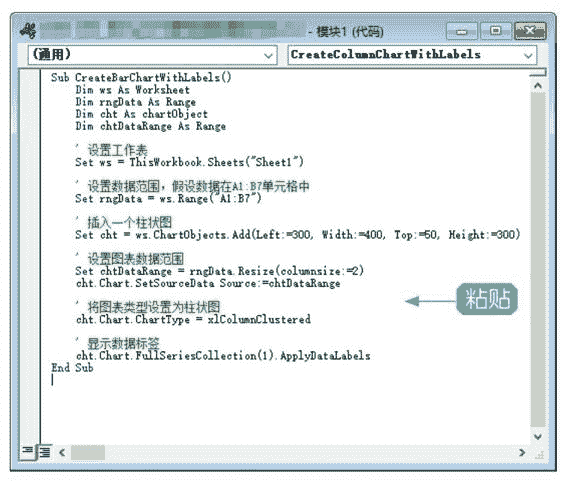 - 模块1 (代码)
(通用) CreateColumnChartWithLabels
Sub CreateBarChartWithLabels()
Dim ws As Worksheet
Dim rngData As Range
Dim cht As chartObject
Dim chtDataRange As Range
' 设置工作表
Set ws = ThisWorkbook.Sheets("Sheet1")
' 设置数据范围，假设数据在A1:B7单元格中
Set rngData = ws.Range("A1:B7")
' 插入一个柱状图
Set cht = ws.ChartObjects.Add(Left:=300, Width:=400, Top:=50, Height:=300)
' 设置图表数据范围
Set chtDataRange = rngData.Resize(columnsize:=2)
cht.Chart.SetSourceData Source:=chtDataRange
粘贴
' 将图表类型设置为柱状图
cht.Chart.ChartType = xlColumnClustered
' 显示数据标签
cht.Chart.FullSeriesCollection(1).ApplyDataLabels
End Sub